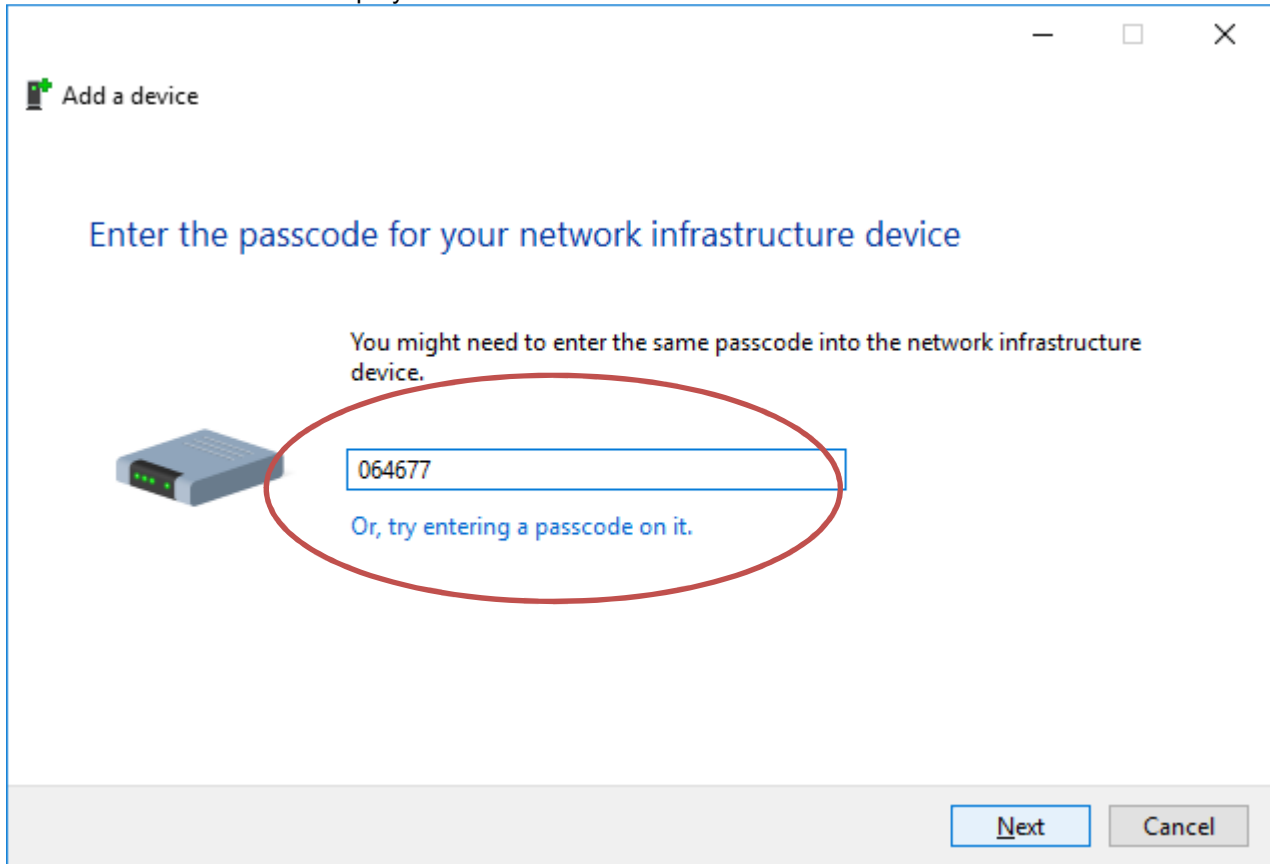 Add a device
Enter the passcode for your network infrastructure device
You might need to enter the same passcode into the network infrastructure
device.
064677
Or, try entering a passcode on it.
Next Cancel